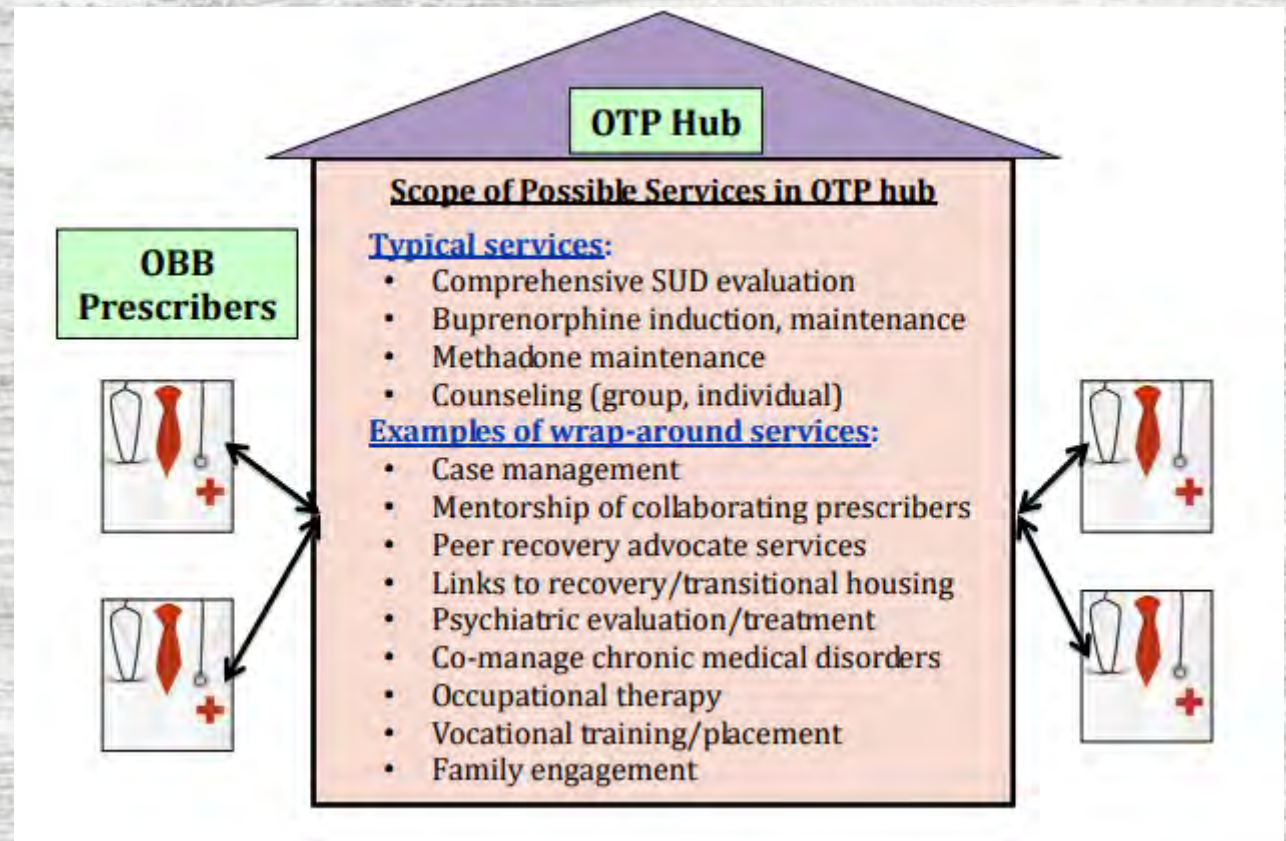 OTP Hub
Scope of Possible Services in OTP hub
OBB
Prescribers
Typical services:
• Comprehensive SUD evaluation
• Buprenorphine induction, maintenance
• Methadone maintenance
• Counseling (group, individual)
Examples of wrap-around services:
• Case management
• Mentorship of collaborating prescribers
• Peer recovery advocate services
• Links to recovery/transitional housing
• Psychiatric evaluation/treatment
• Co-manage chronic medical disorders
• Occupational therapy
• Vocational training/placement
• Family engagement